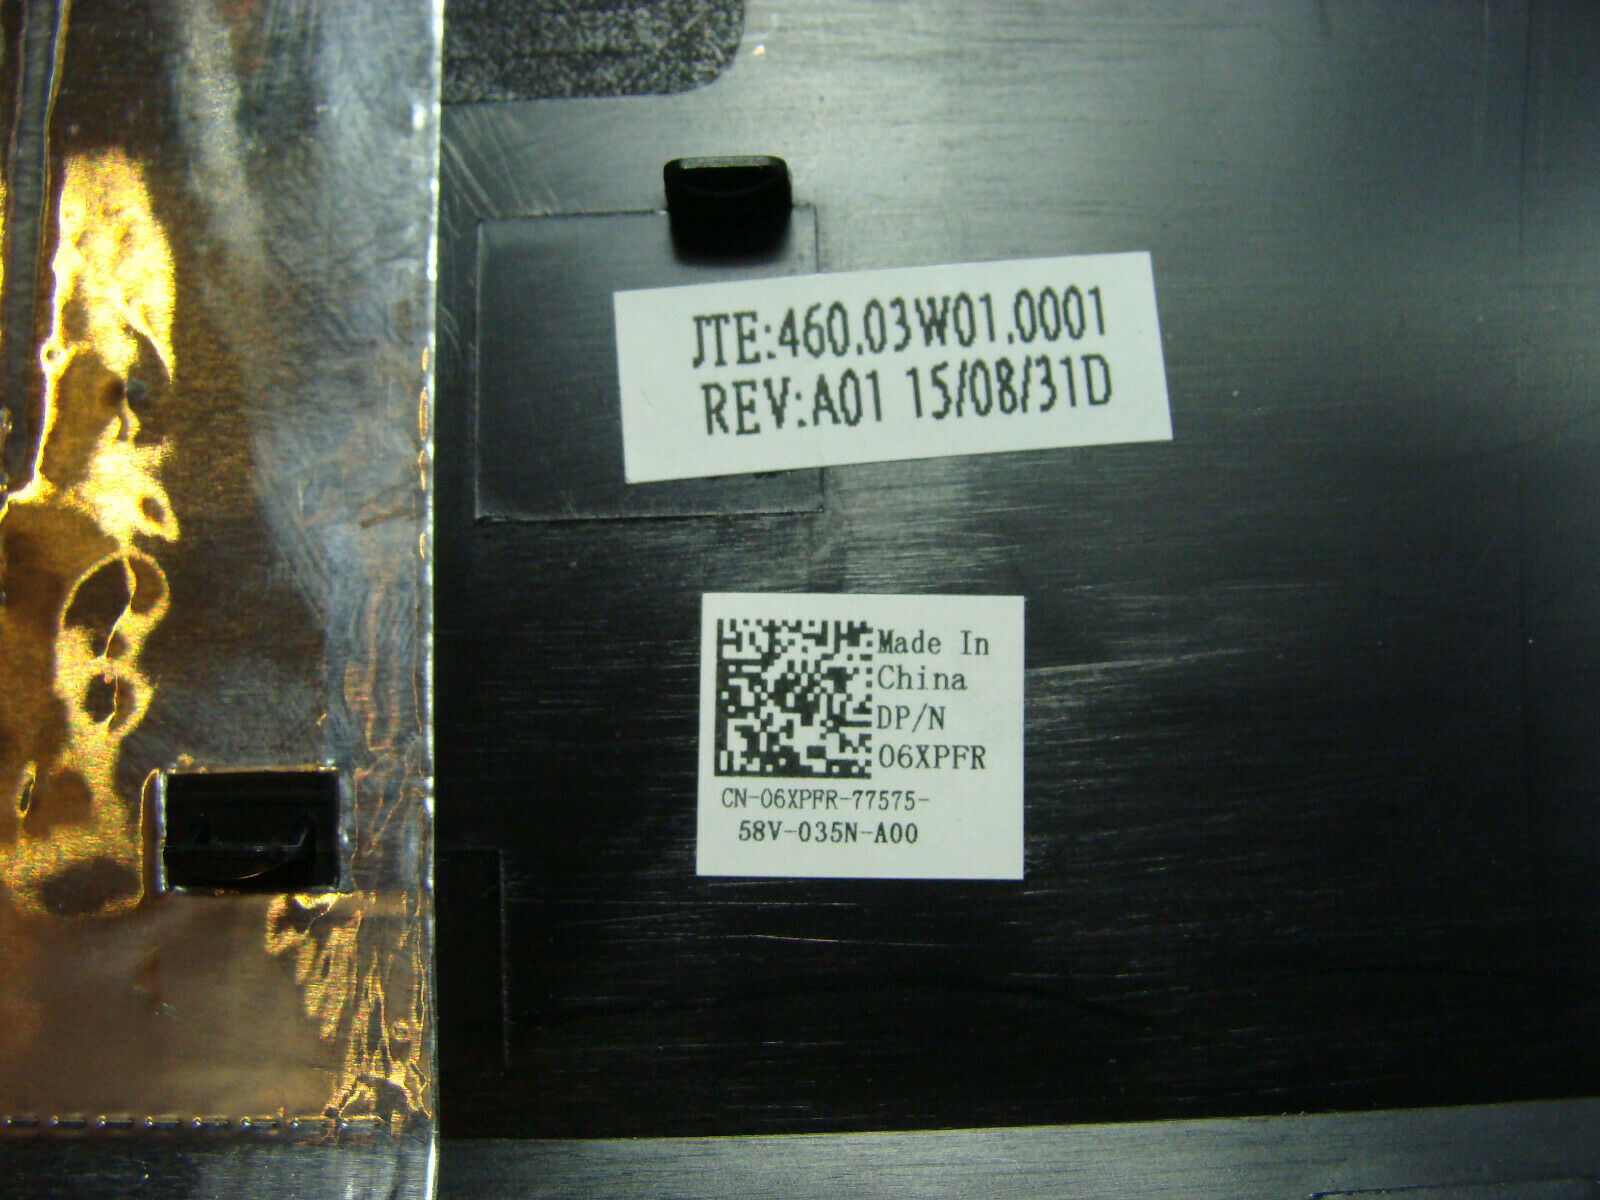 JTE:460.03W01.0001
REV:A01 15/08/31D
Made In
China
DP/N
06XPFR
CN-06XPFR-77575-
58V-035N-A00